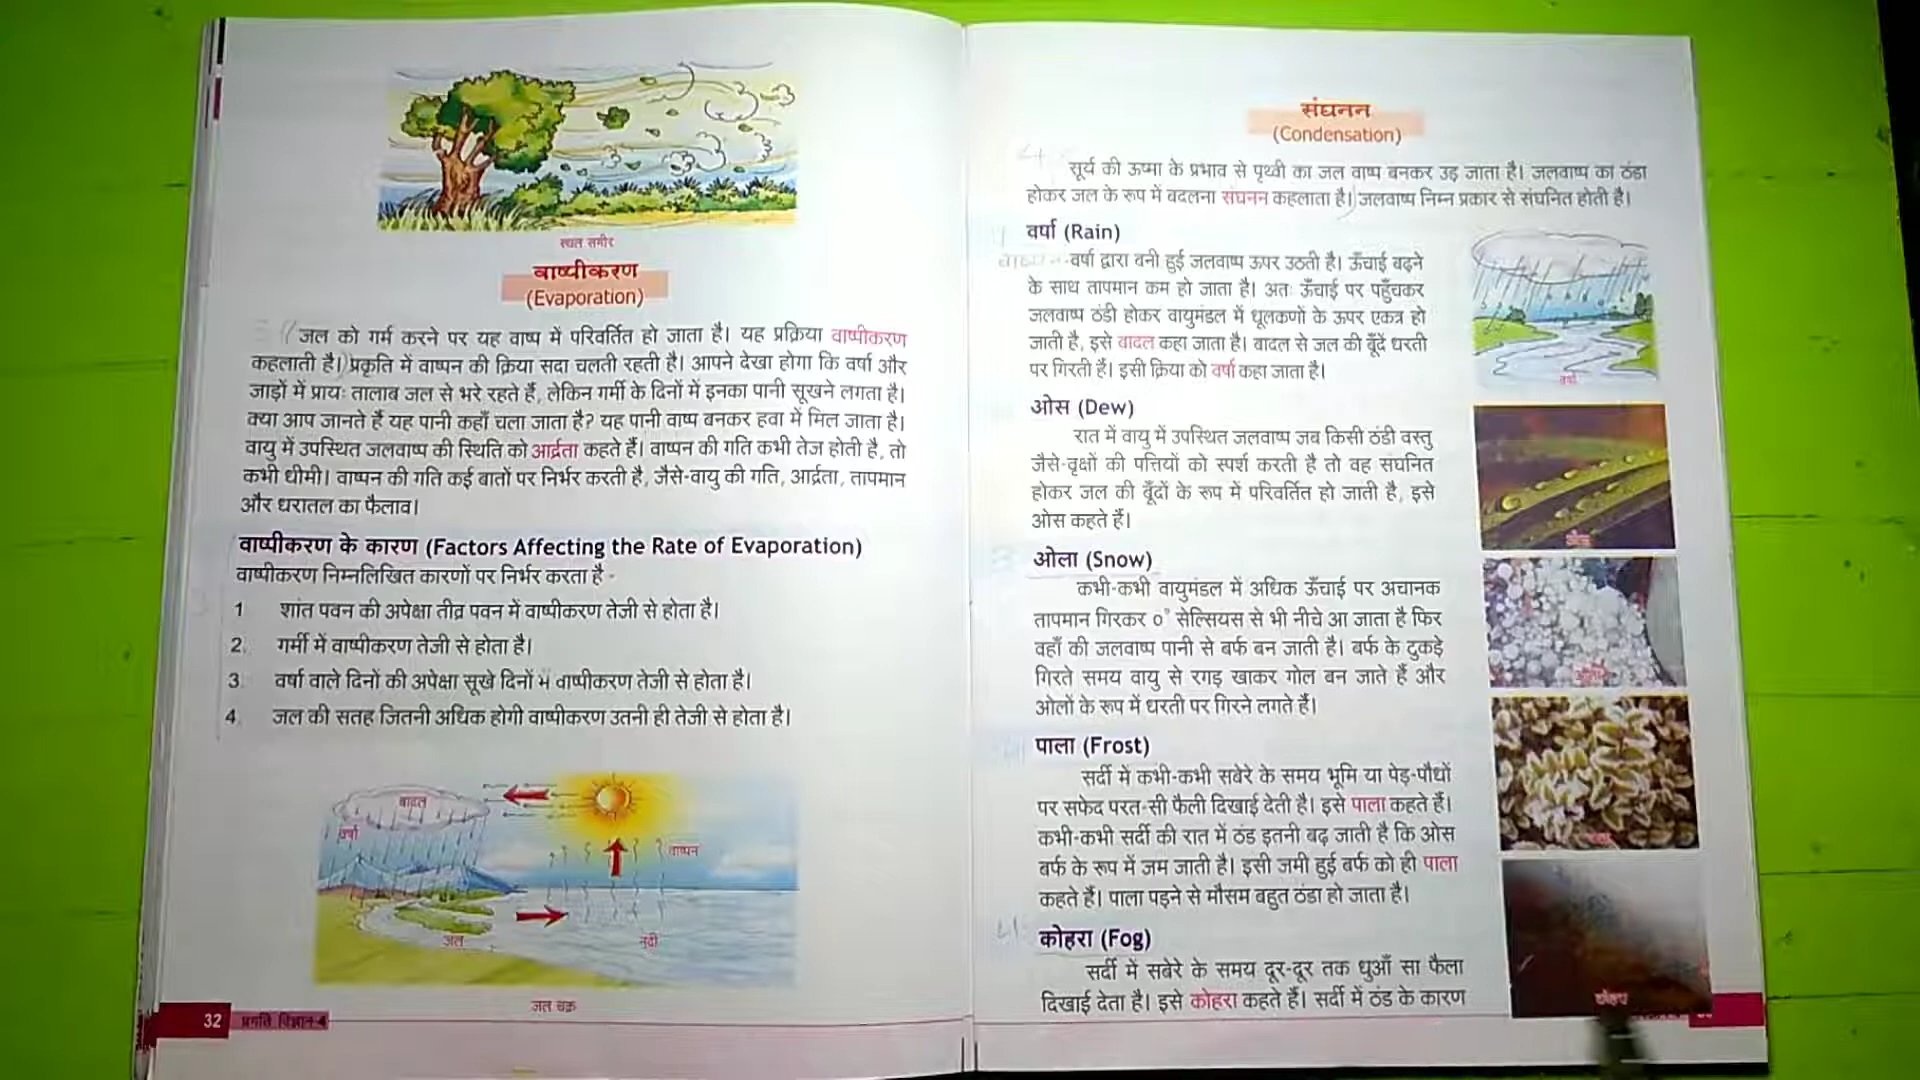 स्थल समीर
वाष्पीकरण
(Evaporation)
जल को गर्म करने पर यह वाष्प में परिवर्तित हो जाता है। यह प्रक्रिया वाष्पीकरण
कहलाती है। प्रकृति में वाष्पन की क्रिया सदा चलती रहती है। आपने देखा होगा कि वर्षा और
जाड़ों में प्रायः तालाब जल से भरे रहते हैं, लेकिन गर्मी के दिनों में इनका पानी सूखने लगता है।
क्या आप जानते हैं यह पानी कहाँ चला जाता है? यह पानी वाष्प बनकर हवा में मिल जाता है।
वायु में उपस्थित जलवाष्प की स्थिति को आर्द्रता कहते हैं। वाष्पन की गति कभी तेज होती है, तो
कभी धीमी। वाष्पन की गति कई बातों पर निर्भर करती है, जैसे-वायु की गति, आर्द्रता, तापमान
और धरातल का फैलाव।
वाष्पीकरण के कारण (Factors Affecting the Rate of Evaporation)
वाष्पीकरण निम्नलिखित कारणों पर निर्भर करता है -
1 शांत पवन की अपेक्षा तीव्र पवन में वाष्पीकरण तेजी से होता है।
2. गर्मी में वाष्पीकरण तेजी से होता है।
3. वर्षा वाले दिनों की अपेक्षा सूखे दिनों में वाष्पीकरण तेजी से होता है।
4. जल की सतह जितनी अधिक होगी वाष्पीकरण उतनी ही तेजी से होता है।
बादल
वर्षा
वाष्पन
जल
नदी
जल चक्र
32 प्रगति विज्ञान-4
संघनन
(Condensation)
सूर्य की ऊष्मा के प्रभाव से पृथ्वी का जल वाष्प बनकर उड़ जाता है। जलवाष्प का ठंडा
होकर जल के रूप में बदलना संघनन कहलाता है। जलवाष्प निम्न प्रकार से संघनित होती है।
वर्षा (Rain)
वाष्पन-वर्षा द्वारा बनी हुई जलवाष्प ऊपर उठती है। ऊँचाई बढ़ने
के साथ तापमान कम हो जाता है। अतः ऊँचाई पर पहुँचकर
जलवाष्प ठंडी होकर वायुमंडल में धूलकणों के ऊपर एकत्र हो
जाती है, इसे बादल कहा जाता है। बादल से जल की बूँदें धरती
पर गिरती हैं। इसी क्रिया को वर्षा कहा जाता है।
वर्षा
ओस (Dew)
रात में वायु में उपस्थित जलवाष्प जब किसी ठंडी वस्तु
जैसे-वृक्षों की पत्तियों को स्पर्श करती है तो वह संघनित
होकर जल की बूँदों के रूप में परिवर्तित हो जाती है, इसे
ओस कहते हैं।
ओला (Snow)
कभी-कभी वायुमंडल में अधिक ऊँचाई पर अचानक
तापमान गिरकर 0° सेल्सियस से भी नीचे आ जाता है फिर
वहाँ की जलवाष्प पानी से बर्फ बन जाती है। बर्फ के टुकड़े
गिरते समय वायु से रगड़ खाकर गोल बन जाते हैं और
ओलों के रूप में धरती पर गिरने लगते हैं।
पाला (Frost)
सर्दी में कभी-कभी सबेरे के समय भूमि या पेड़-पौधों
पर सफेद परत-सी फैली दिखाई देती है। इसे पाला कहते हैं।
कभी-कभी सर्दी की रात में ठंड इतनी बढ़ जाती है कि ओस
बर्फ के रूप में जम जाती है। इसी जमी हुई बर्फ को ही पाला
कहते हैं। पाला पड़ने से मौसम बहुत ठंडा हो जाता है।
कोहरा (Fog)
सर्दी में सबेरे के समय दूर-दूर तक धुआँ सा फैला
दिखाई देता है। इसे कोहरा कहते हैं। सर्दी में ठंड के कारण
कोहरा